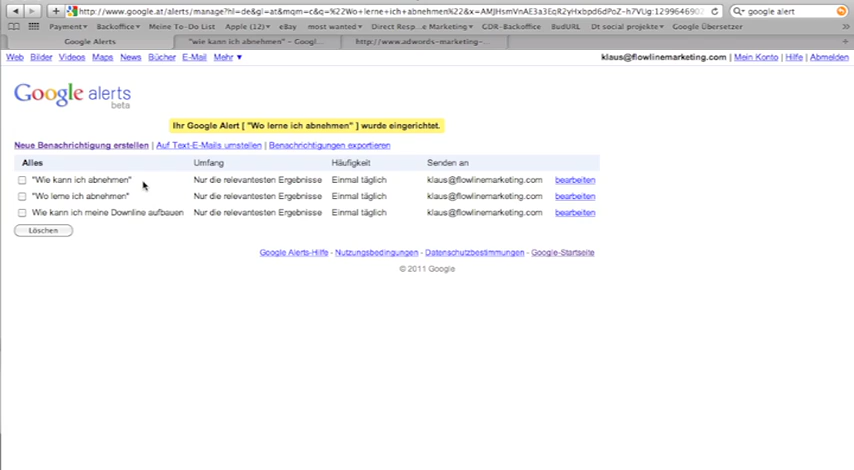 http://www.google.at/alerts/manage?hl=de&gl=at&mqm=c&q=%22Wo+lerne+ich+abnehmen%22&x=
google alert
Payment Backoffice Meine To-Do List Apple (12) eBay most wanted Direct Resp...e Marketing GDR-Backoffice BudURL Dt social projekte Google Übersetzer
Google Alerts "wie kann ich abnehmen" – Googl... http://www.adwords-marketing-...
Web Bilder Videos Maps News Bücher E-Mail Mehr ▼ klaus@flowlinemarketing.com | Mein Konto | Hilfe | Abmelden
Google alerts
beta
Ihr Google Alert [ "Wo lerne ich abnehmen" ] wurde eingerichtet.
Neue Benachrichtigung erstellen | Auf Text-E-Mails umstellen | Benachrichtigungen exportieren
Alles Umfang Häufigkeit Senden an
"Wie kann ich abnehmen" Nur die relevantesten Ergebnisse Einmal täglich klaus@flowlinemarketing.com bearbeiten
"Wo lerne ich abnehmen" Nur die relevantesten Ergebnisse Einmal täglich klaus@flowlinemarketing.com bearbeiten
Wie kann ich meine Downline aufbauen Nur die relevantesten Ergebnisse Einmal täglich klaus@flowlinemarketing.com bearbeiten
Löschen
Google Alerts-Hilfe - Nutzungsbedingungen - Datenschutzbestimmungen - Google-Startseite
© 2011 Google